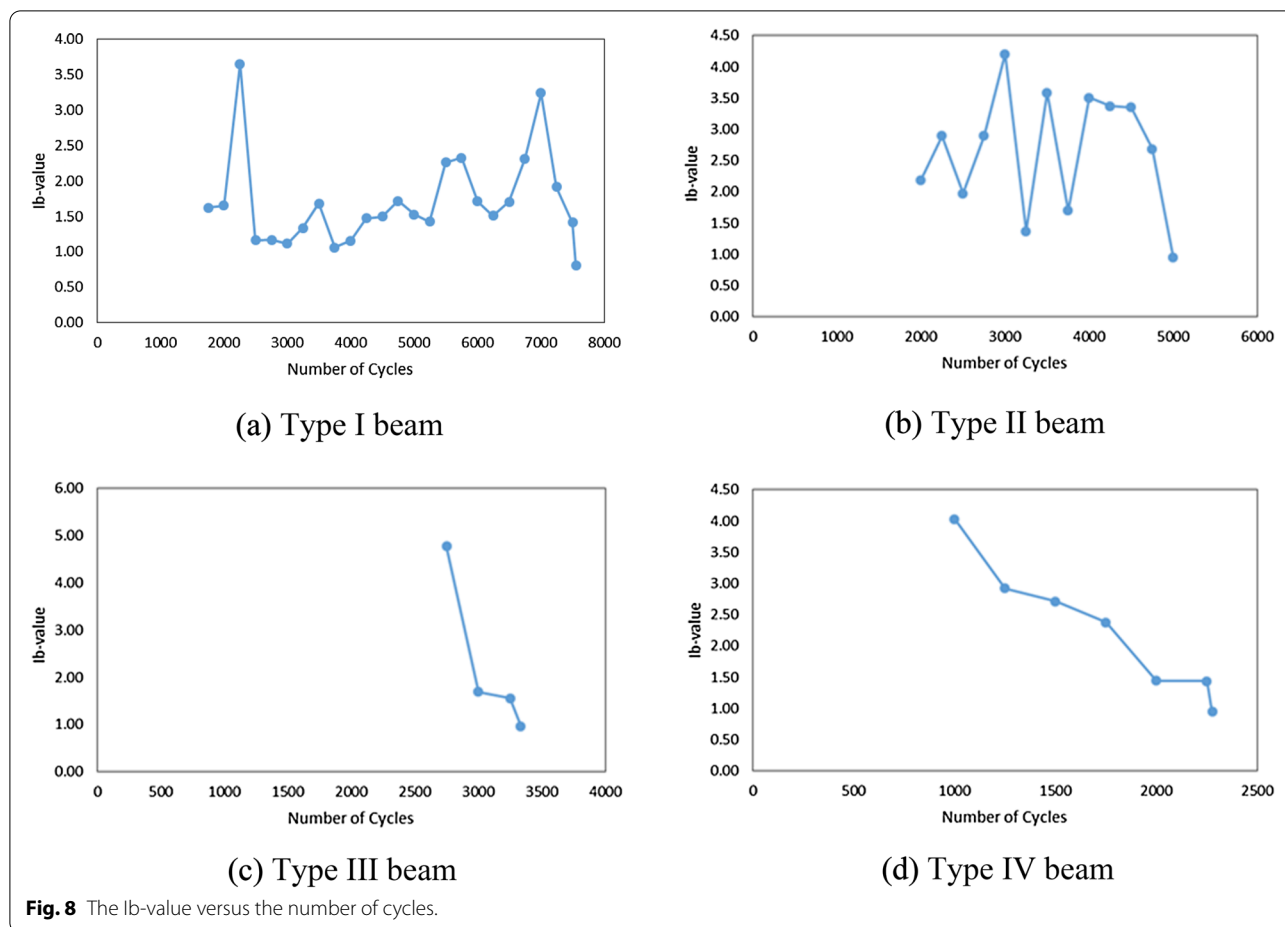 4.00
3.50
3.00
2.50
2.00
1.50
1.00
0.50
0.00
Ib-value
0 1000 2000 3000 4000 5000 6000 7000 8000
Number of Cycles
(a) Type I beam
4.50
4.00
3.50
3.00
2.50
2.00
1.50
1.00
0.50
0.00
Ib-value
0 1000 2000 3000 4000 5000 6000
Number of Cycles
(b) Type II beam
6.00
5.00
4.00
3.00
2.00
1.00
0.00
Ib-value
0 500 1000 1500 2000 2500 3000 3500 4000
Number of Cycles
(c) Type III beam
4.50
4.00
3.50
3.00
2.50
2.00
1.50
1.00
0.50
0.00
Ib-value
0 500 1000 1500 2000 2500
Number of Cycles
(d) Type IV beam
Fig. 8 The Ib-value versus the number of cycles.